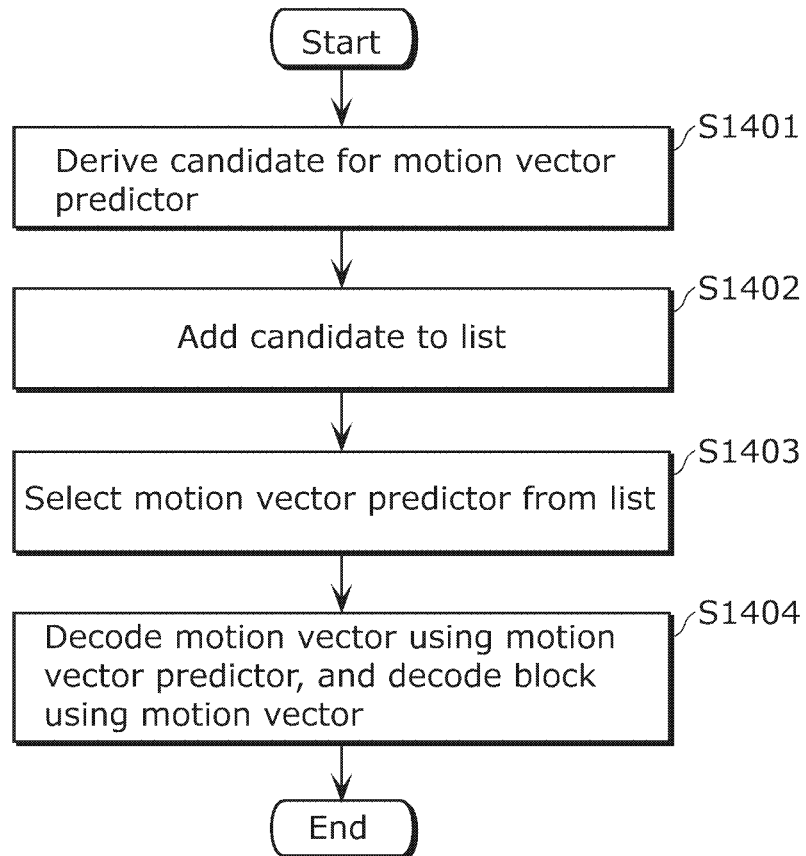 Start
S1401
Derive candidate for motion vector
predictor
S1402
Add candidate to list
S1403
Select motion vector predictor from list
S1404
Decode motion vector using motion
vector predictor, and decode block
using motion vector
End